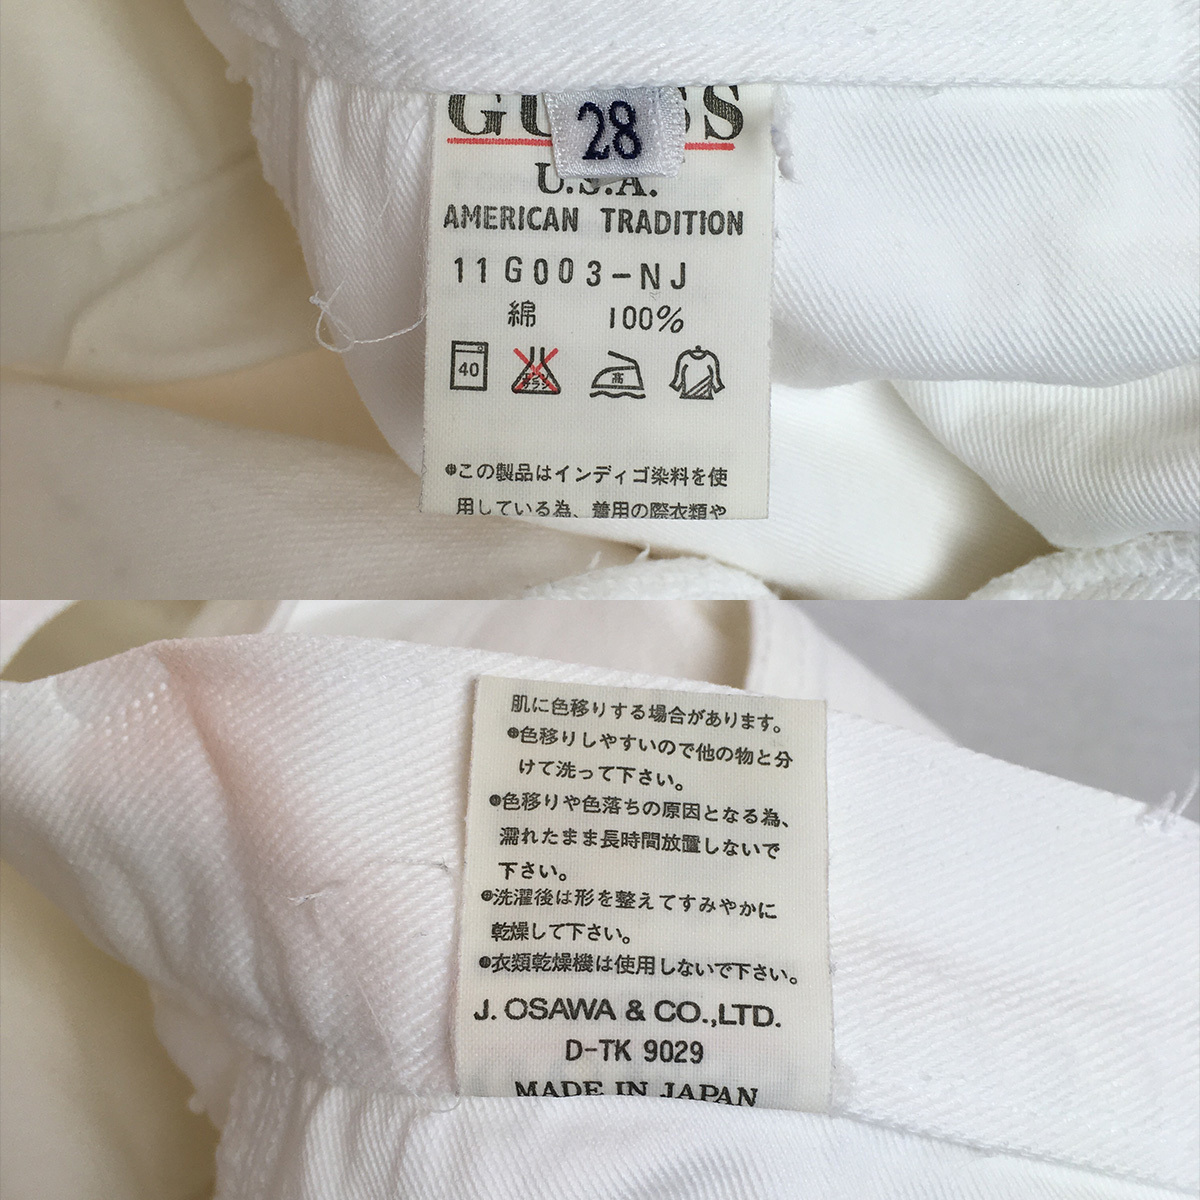 GUESS
28
U.S.A.
AMERICAN TRADITION
11G003-NJ
綿 100%
40
高
●この製品はインディゴ染料を使
用している為、着用の際衣類や
肌に色移りする場合があります。
●色移りしやすいので他の物と分
けて洗って下さい。
●色移りや色落ちの原因となる為、
濡れたまま長時間放置しないで
下さい。
●洗濯後は形を整えてすみやかに
乾燥して下さい。
●衣類乾燥機は使用しないで下さい。
J. OSAWA & CO.,LTD.
D-TK 9029
MADE IN JAPAN